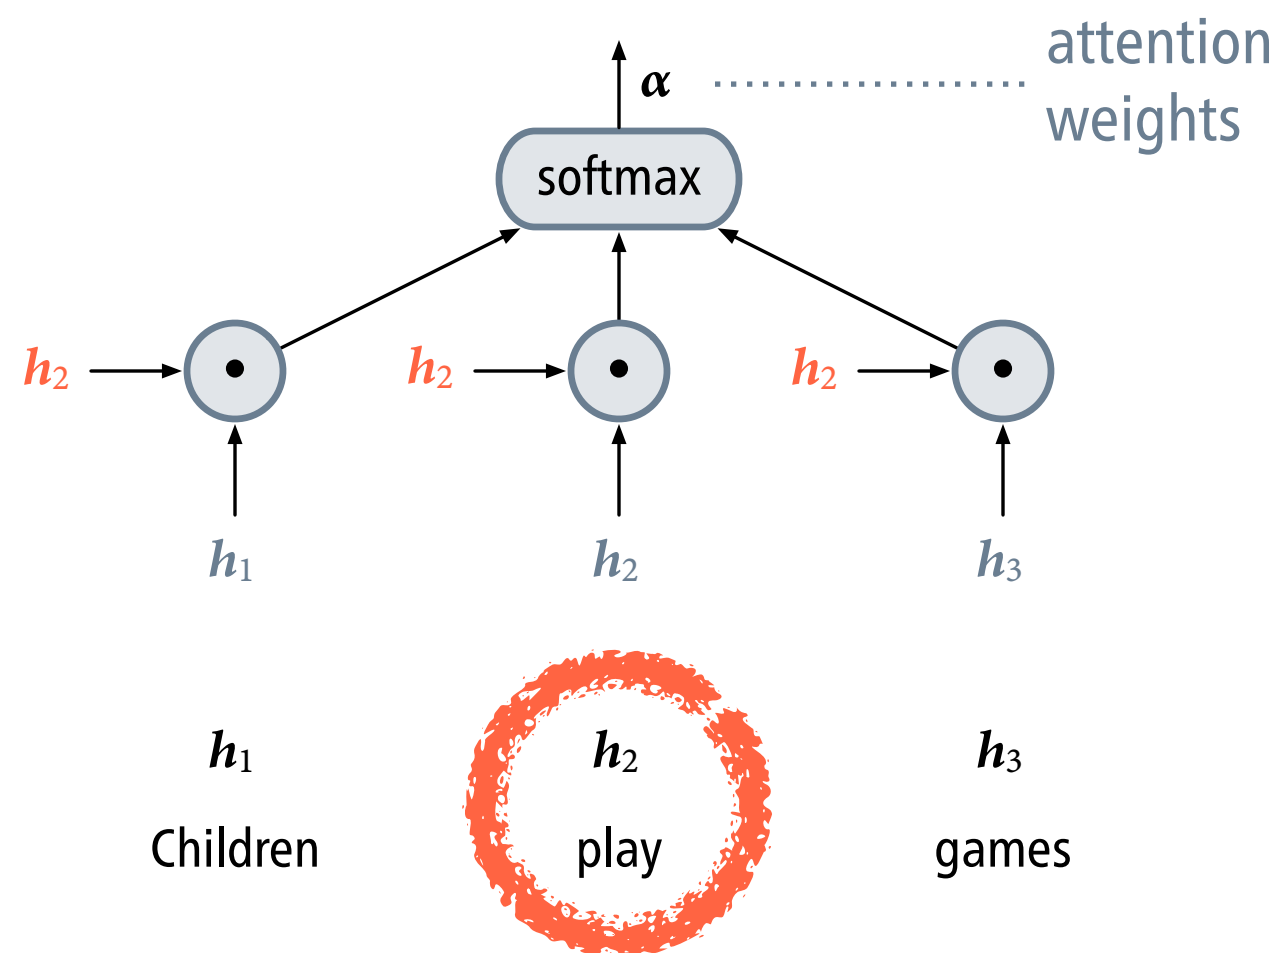 attention
weights
α
softmax
h₂ h₂ h₂
h₁ h₂ h₃
h₁ h₂ h₃
Children play games